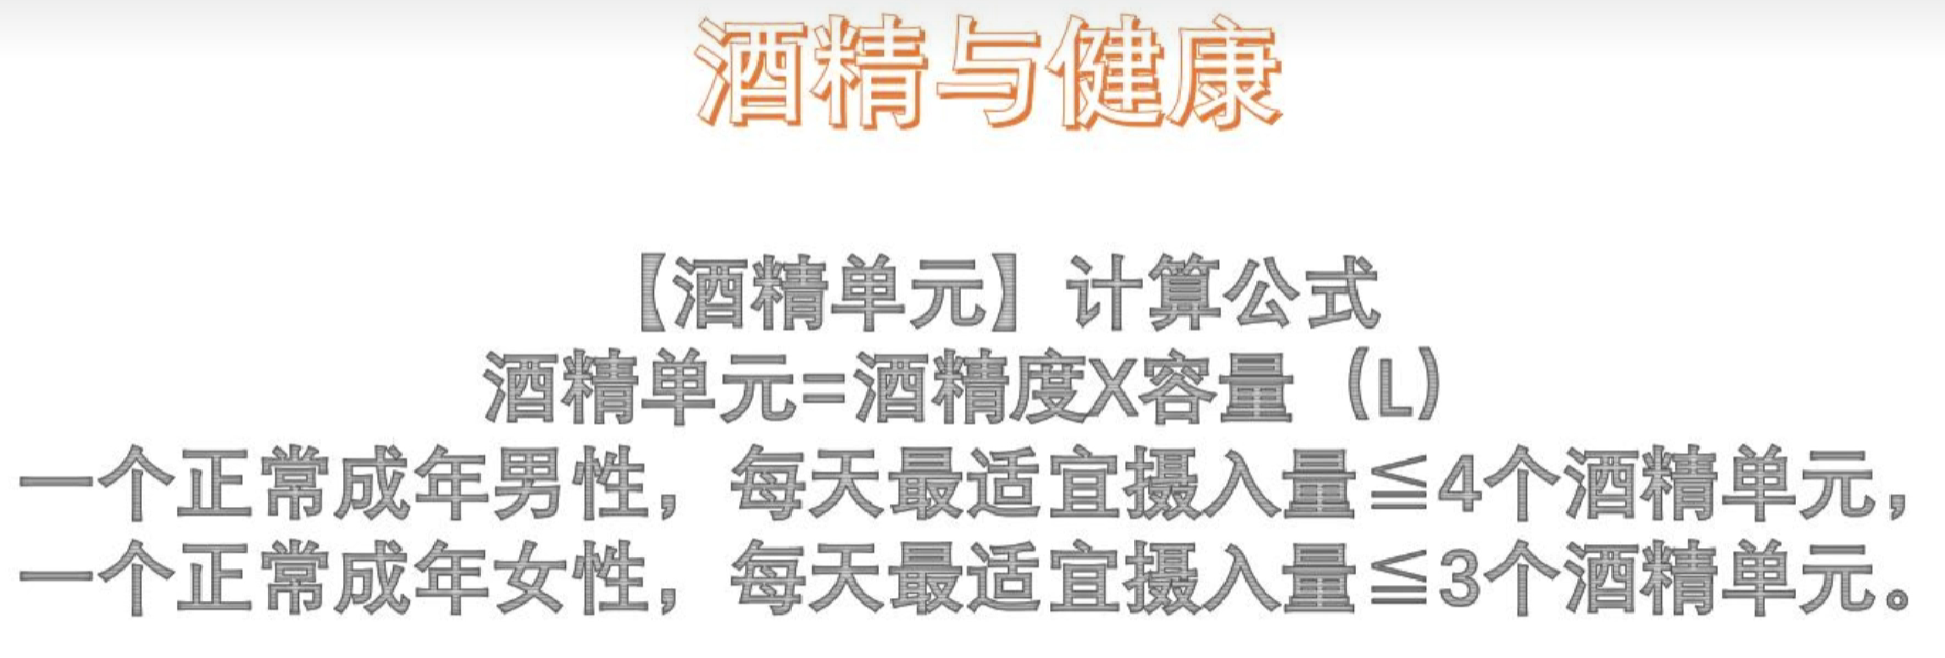 酒精与健康
【酒精单元】计算公式
酒精单元=酒精度X容量（L）
一个正常成年男性，每天最适宜摄入量≦4个酒精单元，
一个正常成年女性，每天最适宜摄入量≦3个酒精单元。